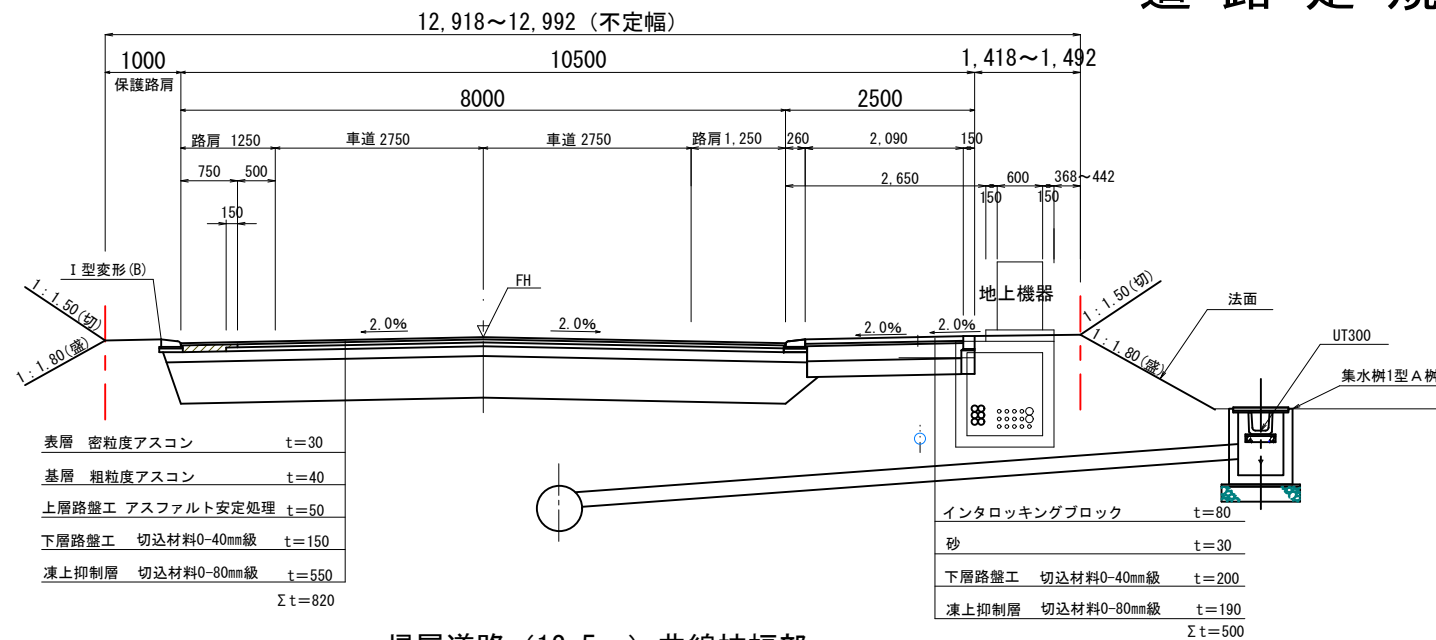 12,918～12,992 (不定幅)
1000
10500
1,418～1,492
保護路肩
8000
2500
路肩 1250
車道 2750
車道 2750
路肩1,250
260
2,090
150
750
500
2,650
600
368～442
150
150
150
Ⅰ型変形(B)
FH
地上機器
1：1.50(切)
1：1.80(盛)
2.0%
2.0%
2.0%
2.0%
1：1.50(切)
1：1.80(盛)
法面
UT300
集水桝1型A桝
表層 密粒度アスコン t=30
基層 粗粒度アスコン t=40
上層路盤工 アスファルト安定処理 t=50
下層路盤工 切込材料0-40mm級 t=150
凍上抑制層 切込材料0-80mm級 t=550
Σt=820
インタロッキングブロック t=80
砂 t=30
下層路盤工 切込材料0-40mm級 t=200
凍上抑制層 切込材料0-80mm級 t=190
Σt=500